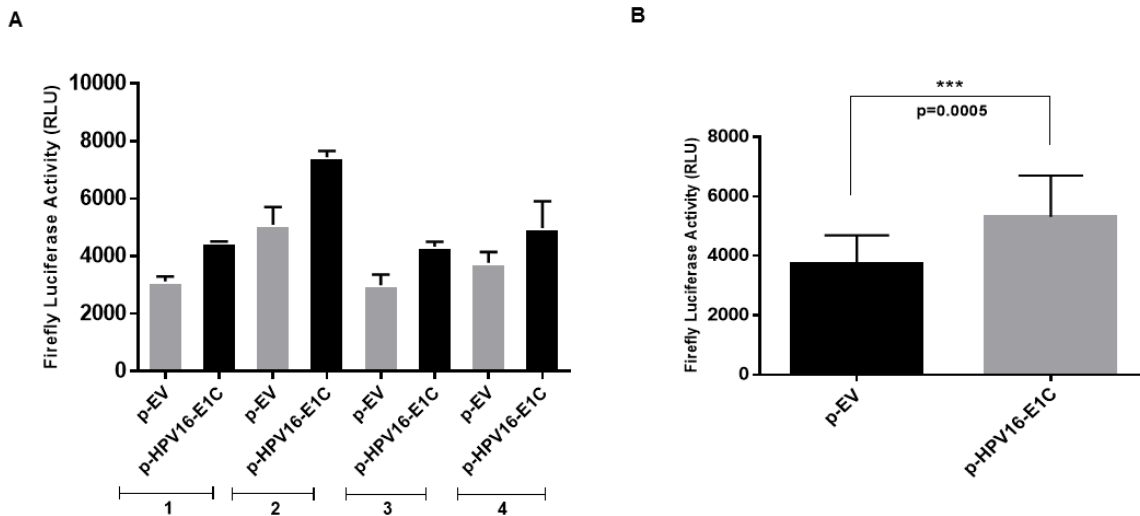 A
Firefly Luciferase Activity (RLU)
10000
8000
6000
4000
2000
0
p-EV
p-HPV16-E1C
p-EV
p-HPV16-E1C
p-EV
p-HPV16-E1C
p-EV
p-HPV16-E1C
1
2
3
4
B
***
p=0.0005
Firefly Luciferase Activity (RLU)
8000
6000
4000
2000
0
p-EV
p-HPV16-E1C